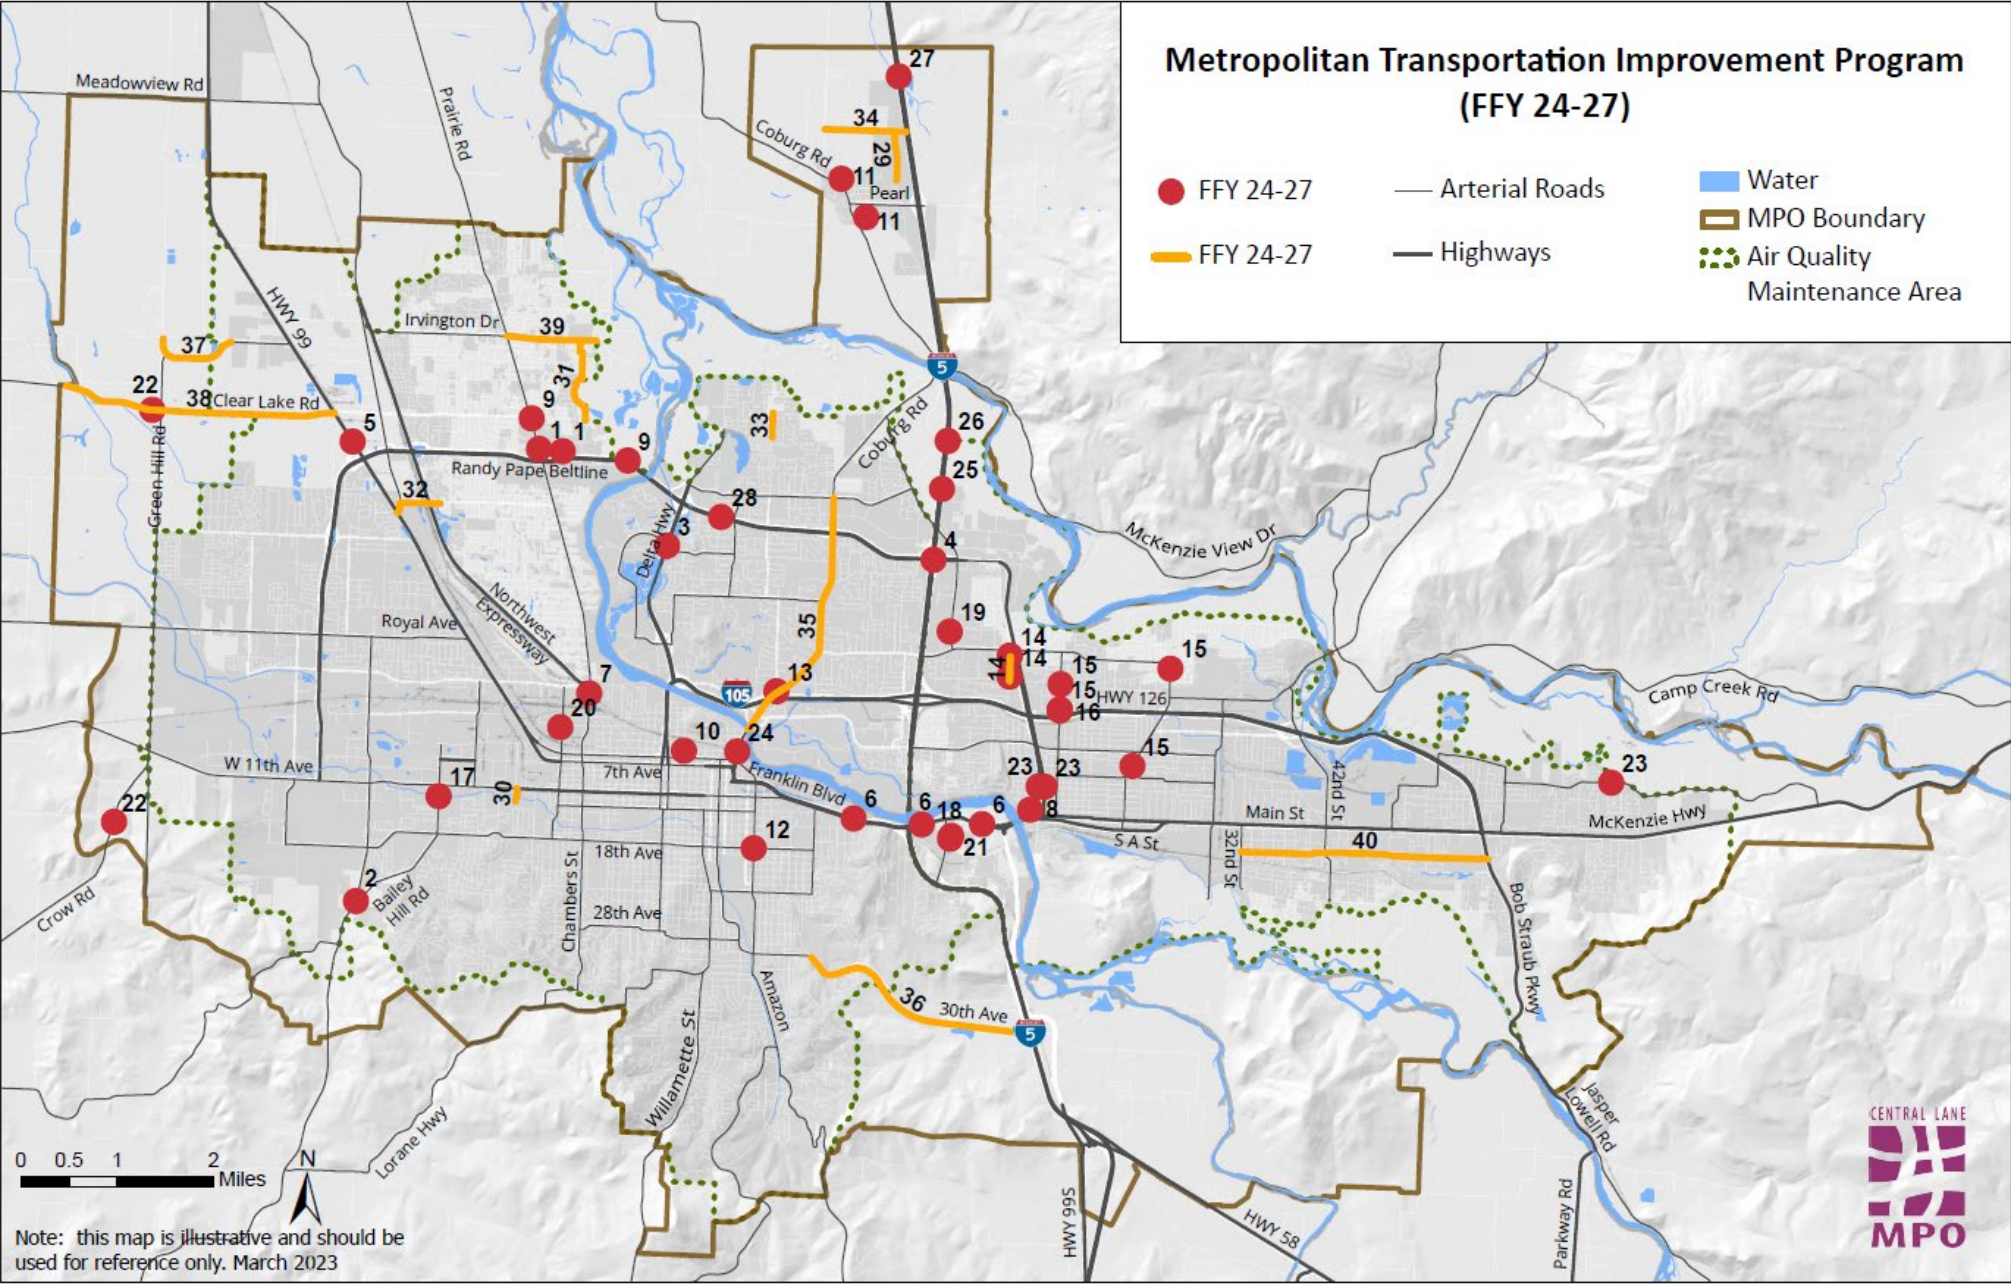 Metropolitan Transportation Improvement Program
(FFY 24-27)
FFY 24-27
Arterial Roads
Water
MPO Boundary
FFY 24-27
Highways
Air Quality
Maintenance Area
27
Meadowview Rd
Prairie Rd
34
Coburg Rd
29
11
Pearl
11
HWY 99
Irvington Dr
39
37
5
31
22
38
Clear Lake Rd
9
33
Coburg Rd
26
5
1
1
9
Randy Pape Beltline
25
Green Hill Rd
32
28
3
Delta Hwy
4
McKenzie View Dr
Northwest
Expressway
Royal Ave
35
19
14
14
14
15
15
15
7
105
13
HWY 126
16
Camp Creek Rd
20
10
24
15
W 11th Ave
7th Ave
Franklin Blvd
23
23
23
17
30
42nd St
22
6
6
18
6
8
Main St
McKenzie Hwy
12
21
S A St
32nd St
40
18th Ave
2
Bailey
Hill Rd
Chambers St
28th Ave
Crow Rd
Bob Straub Pkwy
Amazon
36
30th Ave
5
Willamette St
Jasper
Lowell Rd
Lorane Hwy
CENTRAL LANE
MPO
0 0.5 1 2
Miles
N
HWY 99S
HWY 58
Parkway Rd
Note: this map is illustrative and should be
used for reference only. March 2023